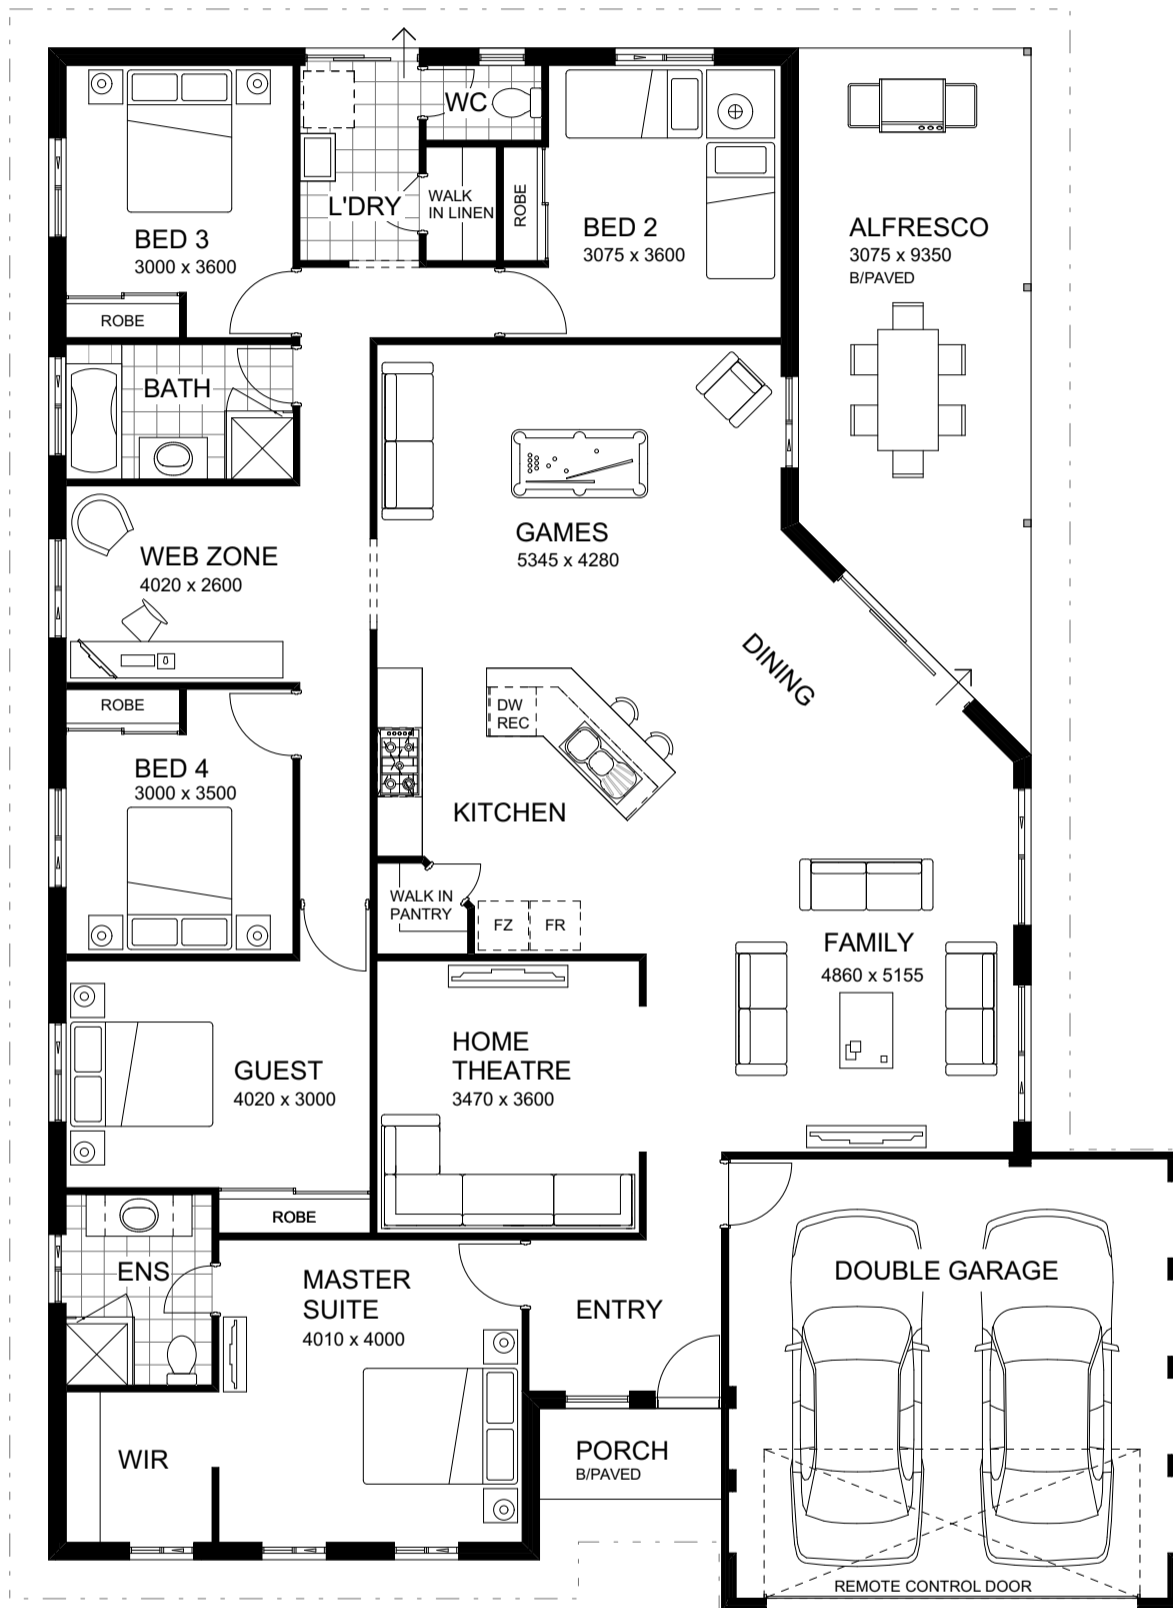 WC
WALK
IN LINEN
ROBE
L'DRY
BED 3
3000 x 3600
BED 2
3075 x 3600
ALFRESCO
3075 x 9350
B/PAVED
ROBE
BATH
GAMES
5345 x 4280
WEB ZONE
4020 x 2600
DINING
ROBE
DW
REC
BED 4
3000 x 3500
KITCHEN
WALK IN
PANTRY
FZ
FR
FAMILY
4860 x 5155
HOME
THEATRE
3470 x 3600
GUEST
4020 x 3000
ROBE
ENS
MASTER
SUITE
4010 x 4000
ENTRY
DOUBLE GARAGE
WIR
PORCH
B/PAVED
REMOTE CONTROL DOOR